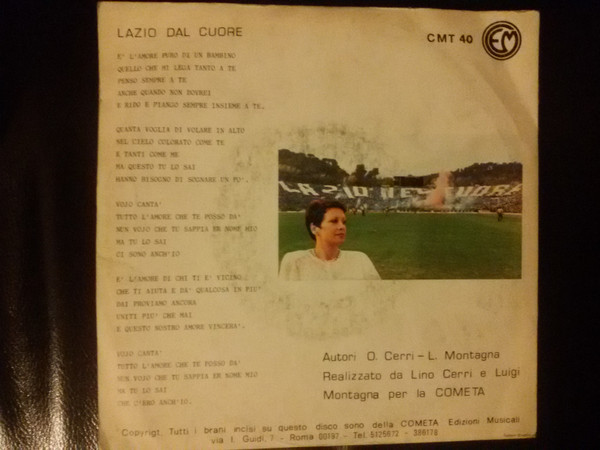 LAZIO DAL CUORE
CMT 40
CEM
E' L'AMORE PURO DI UN BAMBINO
QUELLO CHE MI LEGA TANTO A TE
PENSO SEMPRE A TE
ANCHE QUANDO NON DOVREI
E RIDO E PIANGO SEMPRE INSIEME A TE.
QUANTA VOGLIA DI VOLARE IN ALTO
NEL CIELO COLORATO COME TE
E TANTI COME ME
MA QUESTO TU LO SAI
HANNO BISOGNO DI SOGNARE UN PO'.
VOJO CANTA'
TUTTO L'AMORE CHE TE POSSO DA'
NUN VOJO CHE TU SAPPIA ER NOME MIO
MA TU LO SAI
CI SONO ANCH'IO
E' L'AMORE DI CHI TI E' VICINO
CHE TI AIUTA E DA' QUALCOSA IN PIU'
DAI PROVIAMO ANCORA
UNITI PIU' CHE MAI
E QUESTO NOSTRO AMORE VINCERA'.
VOJO CANTA'
TUTTO L'AMORE CHE TE POSSO DA'
NUN VOJO CHE TU SAPPIA ER NOME MIO
MA TU LO SAI
CHE C'ERO ANCH'IO.
LAZIO NEL CUORE
Autori O. Cerri - L. Montagna
Realizzato da Lino Cerri e Luigi
Montagna per la COMETA
Copyrigt. Tutti i brani incisi su questo disco sono della COMETA Edizioni Musicali
via I. Guidi, 7 - Roma 00197 - Tel. 5125672 - 396178